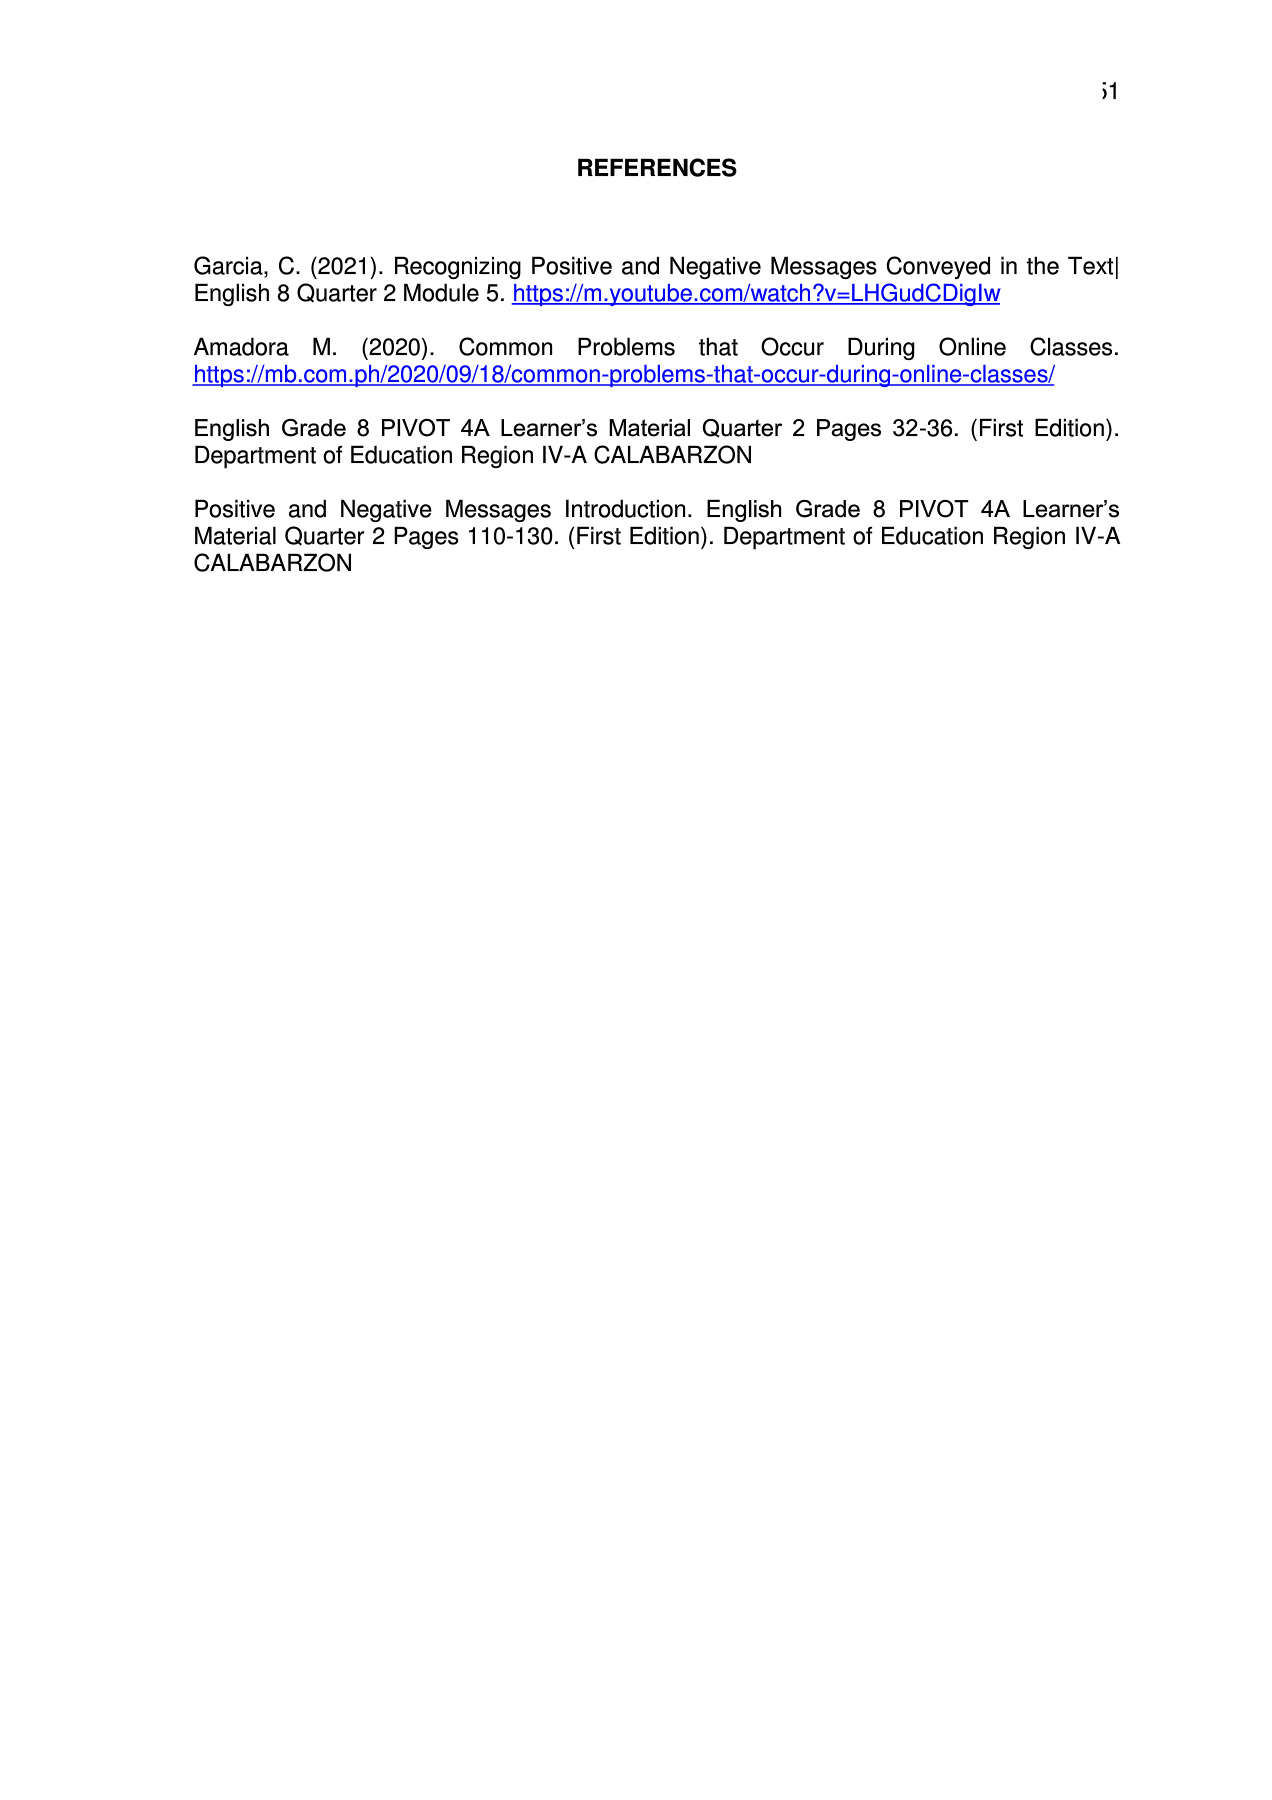 51
REFERENCES
Garcia, C. (2021). Recognizing Positive and Negative Messages Conveyed in the Text|
English 8 Quarter 2 Module 5. https://m.youtube.com/watch?v=LHGudCDigIw
Amadora M. (2020). Common Problems that Occur During Online Classes.
https://mb.com.ph/2020/09/18/common-problems-that-occur-during-online-classes/
English Grade 8 PIVOT 4A Learner’s Material Quarter 2 Pages 32-36. (First Edition).
Department of Education Region IV-A CALABARZON
Positive and Negative Messages Introduction. English Grade 8 PIVOT 4A Learner’s
Material Quarter 2 Pages 110-130. (First Edition). Department of Education Region IV-A
CALABARZON